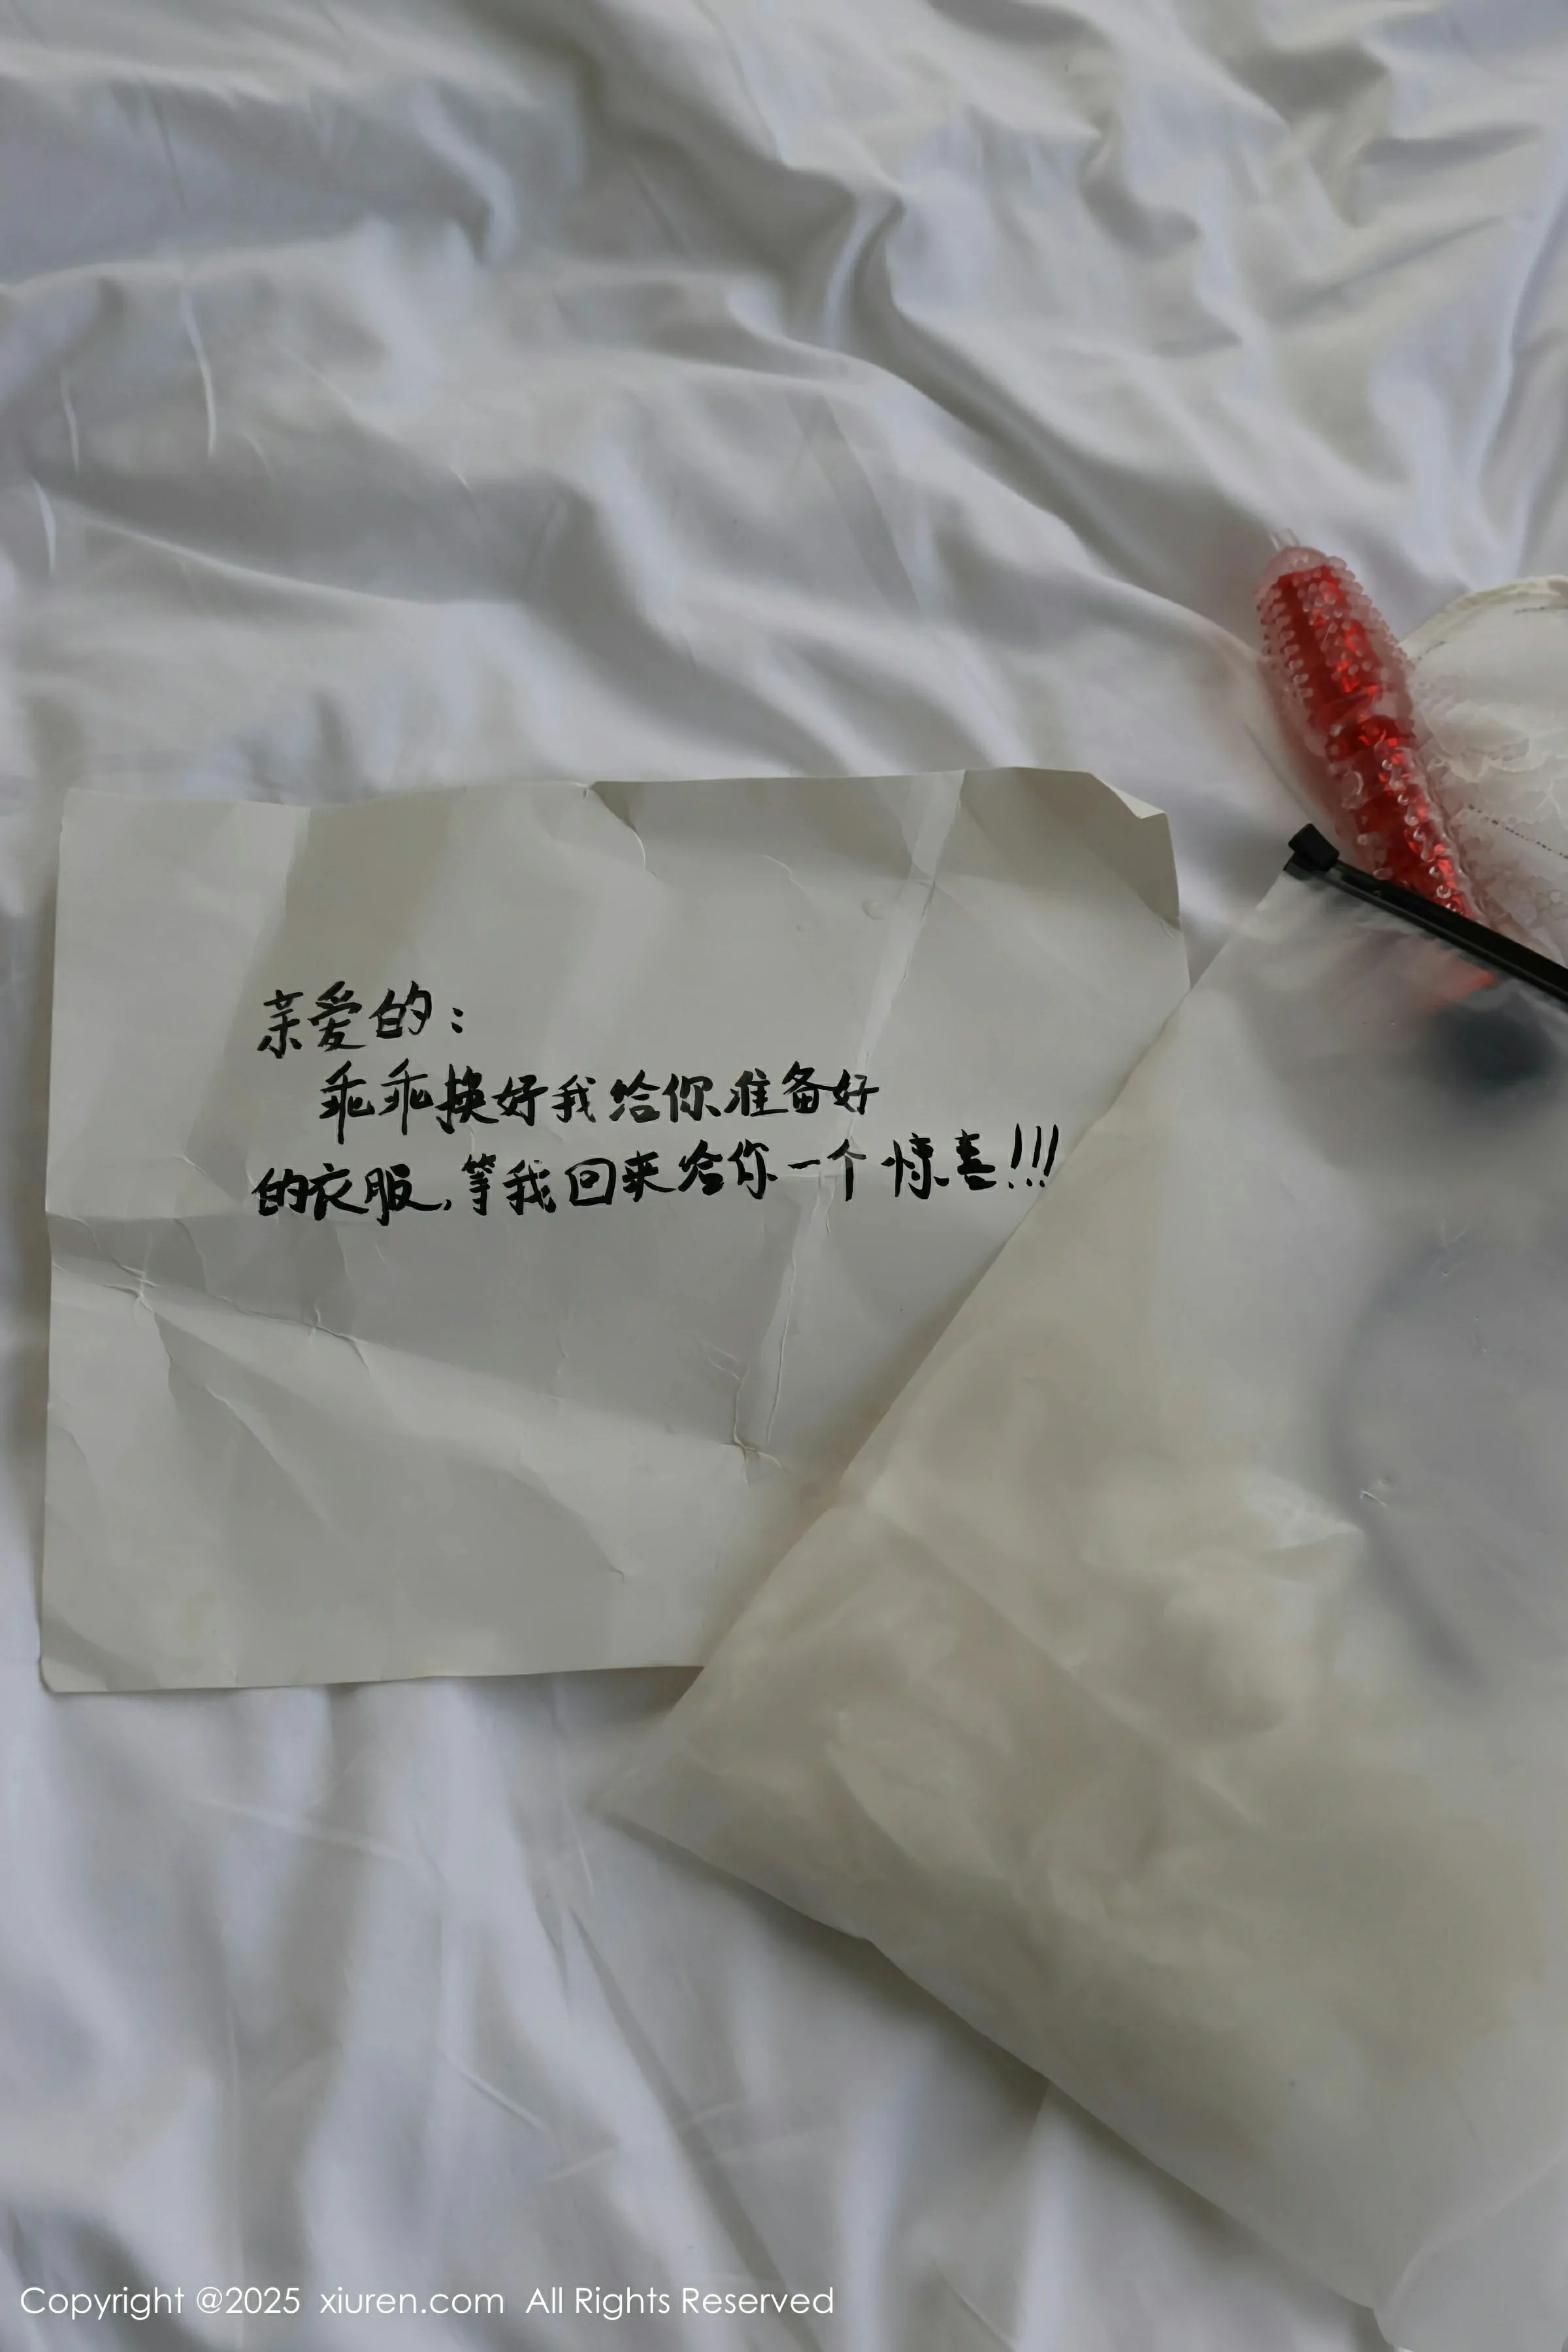 亲爱的:
乖乖换好我给你准备好
的衣服,等我回来给你一个惊喜!!!
Copyright @2025 xiuren.com All Rights Reserved